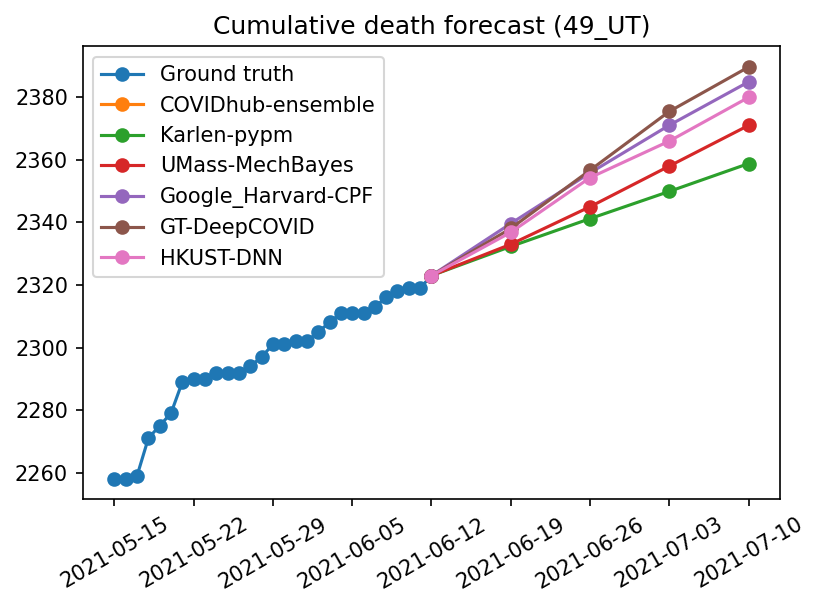 Cumulative death forecast (49_UT)
Ground truth
COVIDhub-ensemble
Karlen-pypm
UMass-MechBayes
Google_Harvard-CPF
GT-DeepCOVID
HKUST-DNN
2380
2360
2340
2320
2300
2280
2260
2021-05-15
2021-05-22
2021-05-29
2021-06-05
2021-06-12
2021-06-19
2021-06-26
2021-07-03
2021-07-10